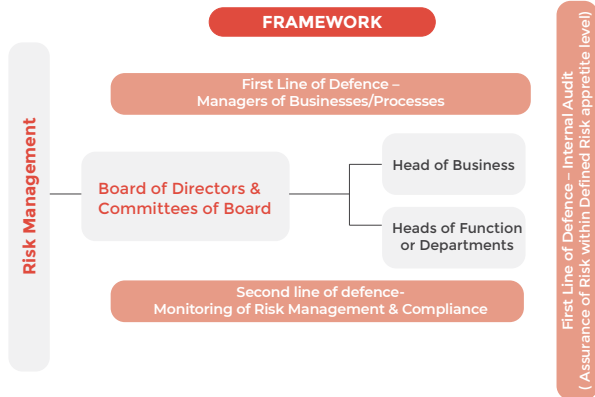 FRAMEWORK
First Line of Defence –
Managers of Businesses/Processes
Risk Management
Board of Directors &
Committees of Board
Head of Business
Heads of Function
or Departments
Second line of defence-
Monitoring of Risk Management & Compliance
First Line of Defence – Internal Audit
( Assurance of Risk within Defined Risk appretite level)